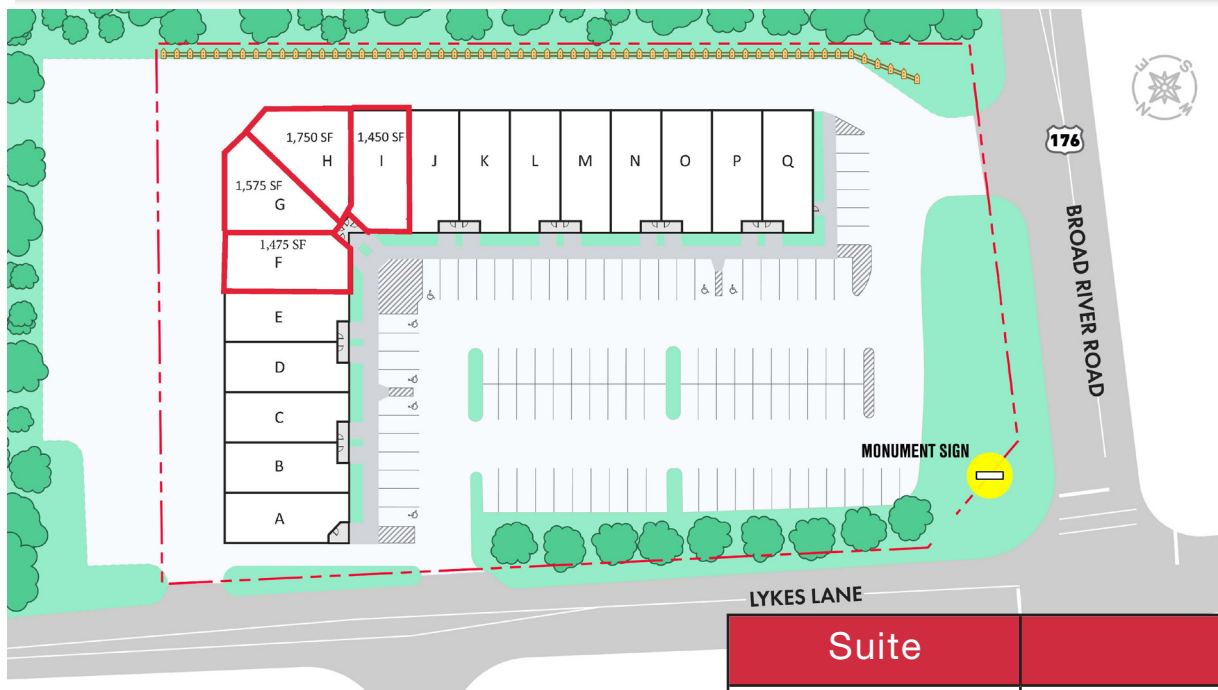 S
E
W
N
176
1,750 SF
H
1,450 SF
I
J
K
L
M
N
O
P
Q
1,575 SF
G
1,475 SF
F
E
D
C
B
A
BROAD RIVER ROAD
MONUMENT SIGN
LYKES LANE
Suite